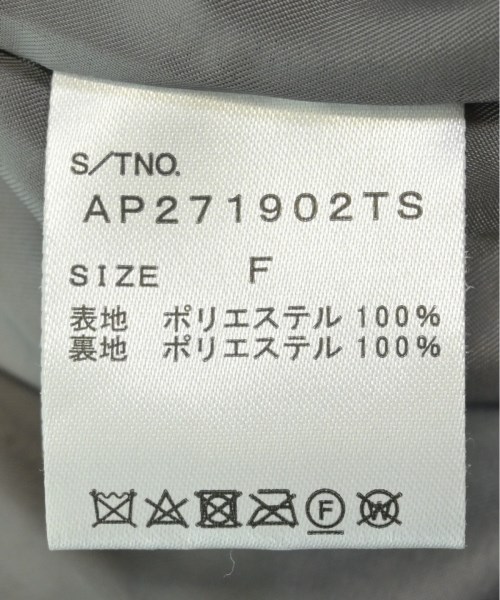 S/TNO.
AP271902TS
SIZE F
表地 ポリエステル 100%
裏地 ポリエステル 100%
F W